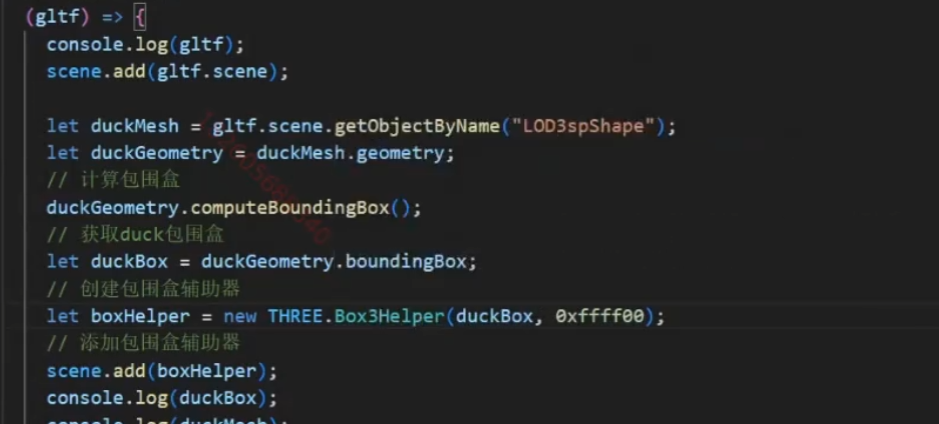 (gltf) => {
console.log(gltf);
scene.add(gltf.scene);
let duckMesh = gltf.scene.getObjectByName("LOD3spShape");
let duckGeometry = duckMesh.geometry;
// 计算包围盒
duckGeometry.computeBoundingBox();
// 获取duck包围盒
let duckBox = duckGeometry.boundingBox;
// 创建包围盒辅助器
let boxHelper = new THREE.Box3Helper(duckBox, 0xffff00);
// 添加包围盒辅助器
scene.add(boxHelper);
console.log(duckBox);
console.log(duckMesh);